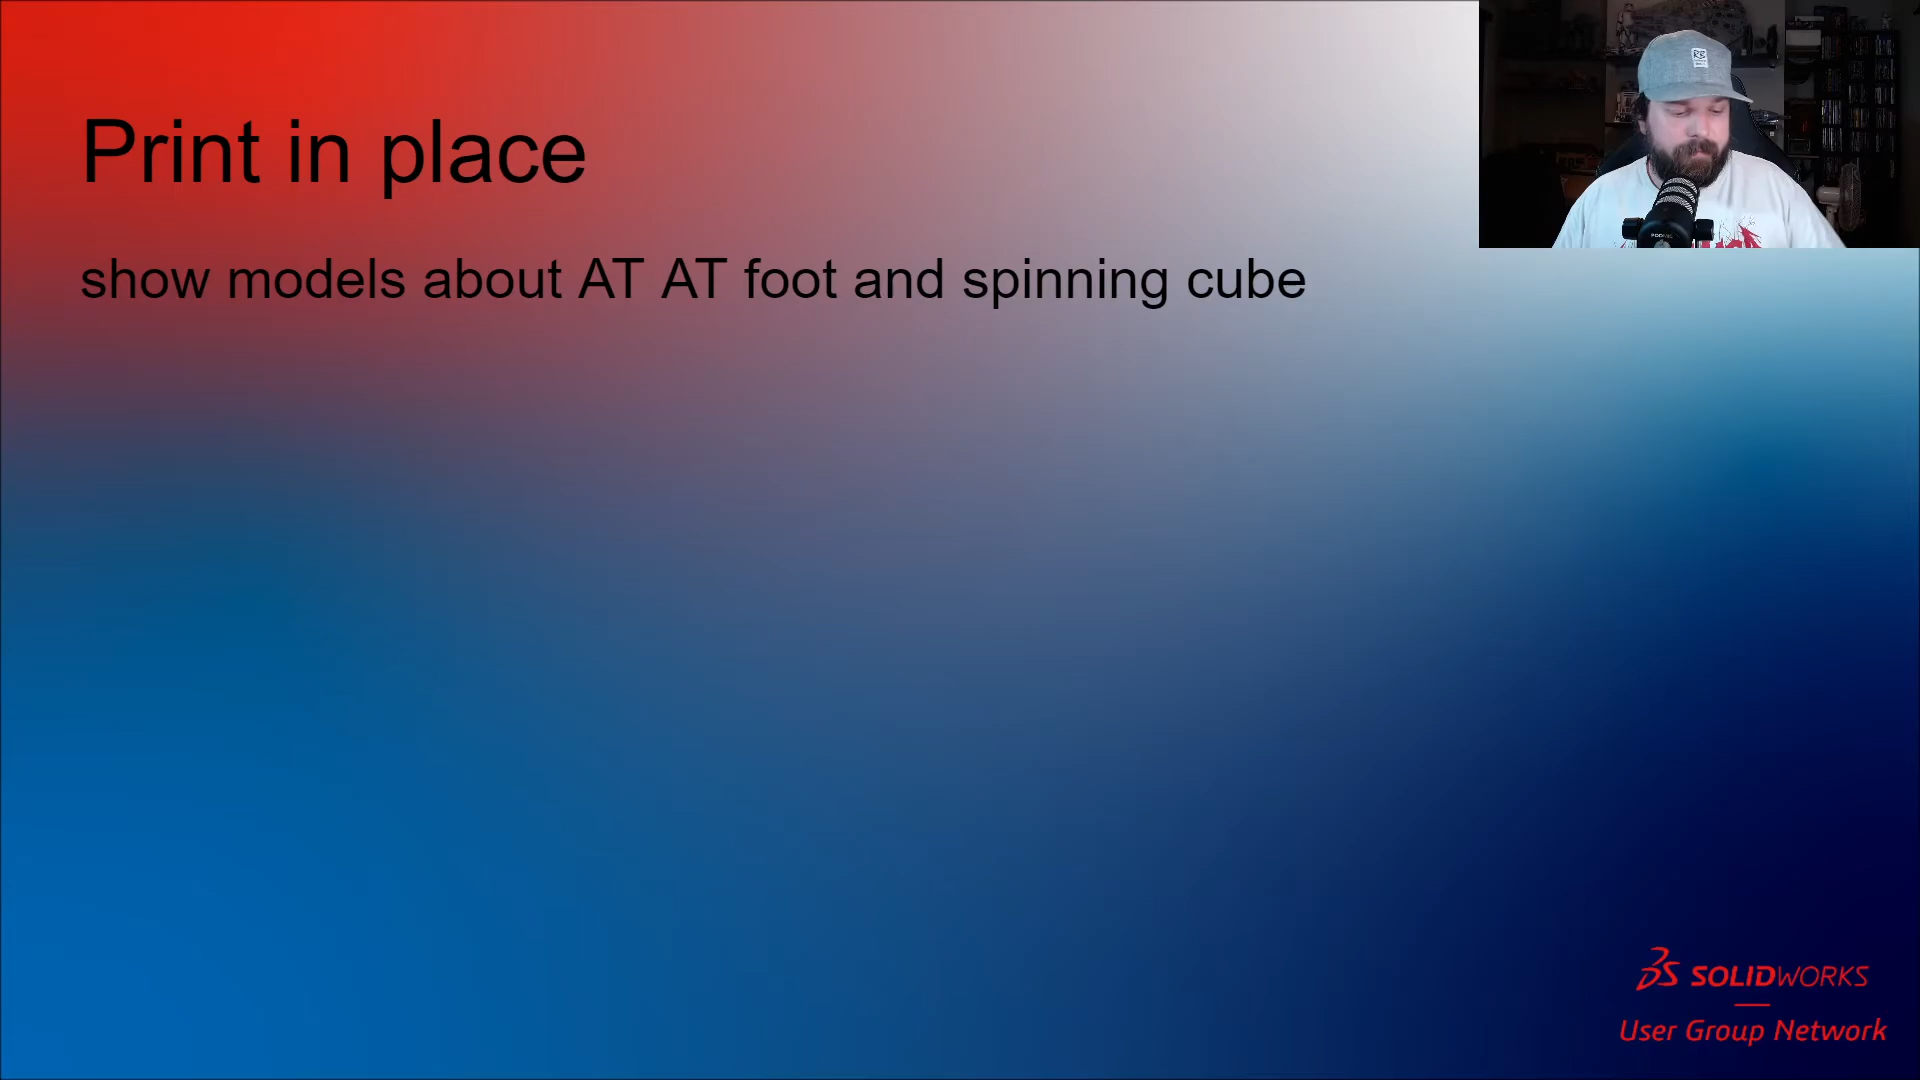 Print in place
show models about AT AT foot and spinning cube
SOLIDWORKS
User Group Network